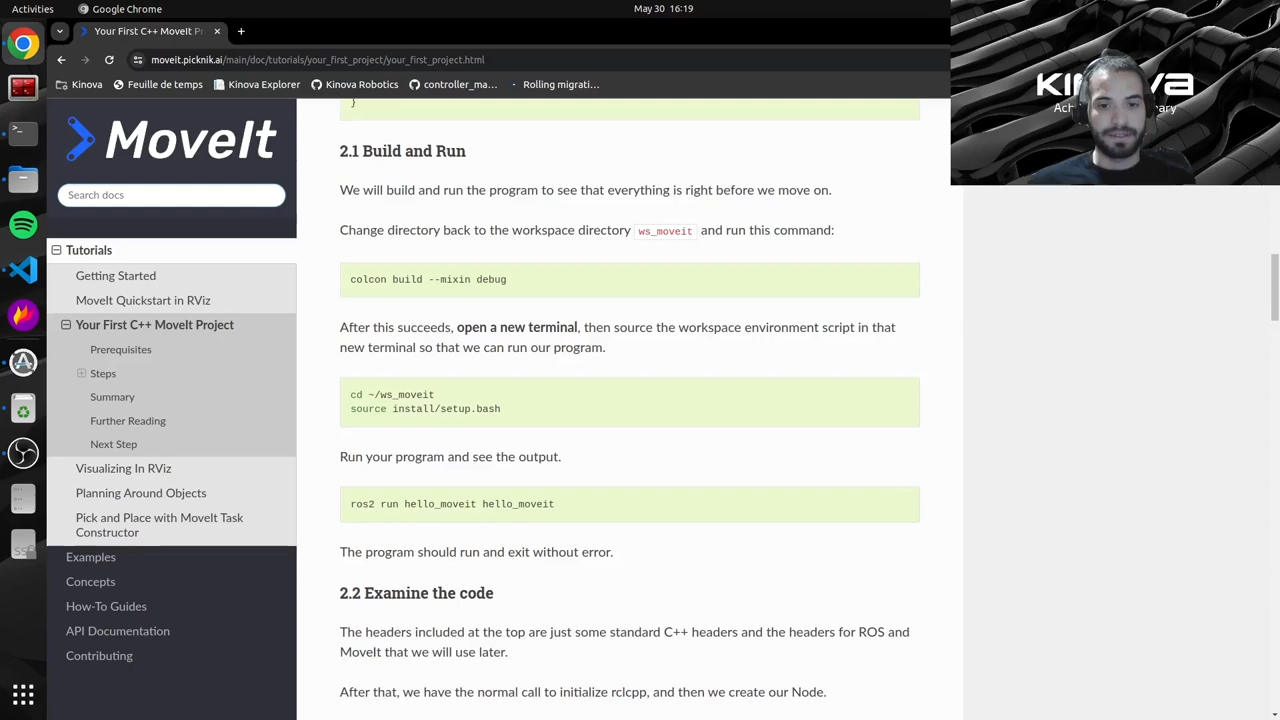 Activities
Google Chrome
May 30 16:19
Your First C++ MoveIt Pr
moveit.picknik.ai/main/doc/tutorials/your_first_project/your_first_project.html
Kinova
Feuille de temps
Kinova Explorer
Kinova Robotics
controller_ma...
Rolling migrati...
MoveIt
Search docs
Tutorials
Getting Started
MoveIt Quickstart in RViz
Your First C++ MoveIt Project
Prerequisites
Steps
Summary
Further Reading
Next Step
Visualizing In RViz
Planning Around Objects
Pick and Place with MoveIt Task
Constructor
Examples
Concepts
How-To Guides
API Documentation
Contributing
}
2.1 Build and Run
We will build and run the program to see that everything is right before we move on.
Change directory back to the workspace directory ws_moveit and run this command:
colcon build --mixin debug
After this succeeds, open a new terminal, then source the workspace environment script in that
new terminal so that we can run our program.
cd ~/ws_moveit
source install/setup.bash
Run your program and see the output.
ros2 run hello_moveit hello_moveit
The program should run and exit without error.
2.2 Examine the code
The headers included at the top are just some standard C++ headers and the headers for ROS and
MoveIt that we will use later.
After that, we have the normal call to initialize rclcpp, and then we create our Node.